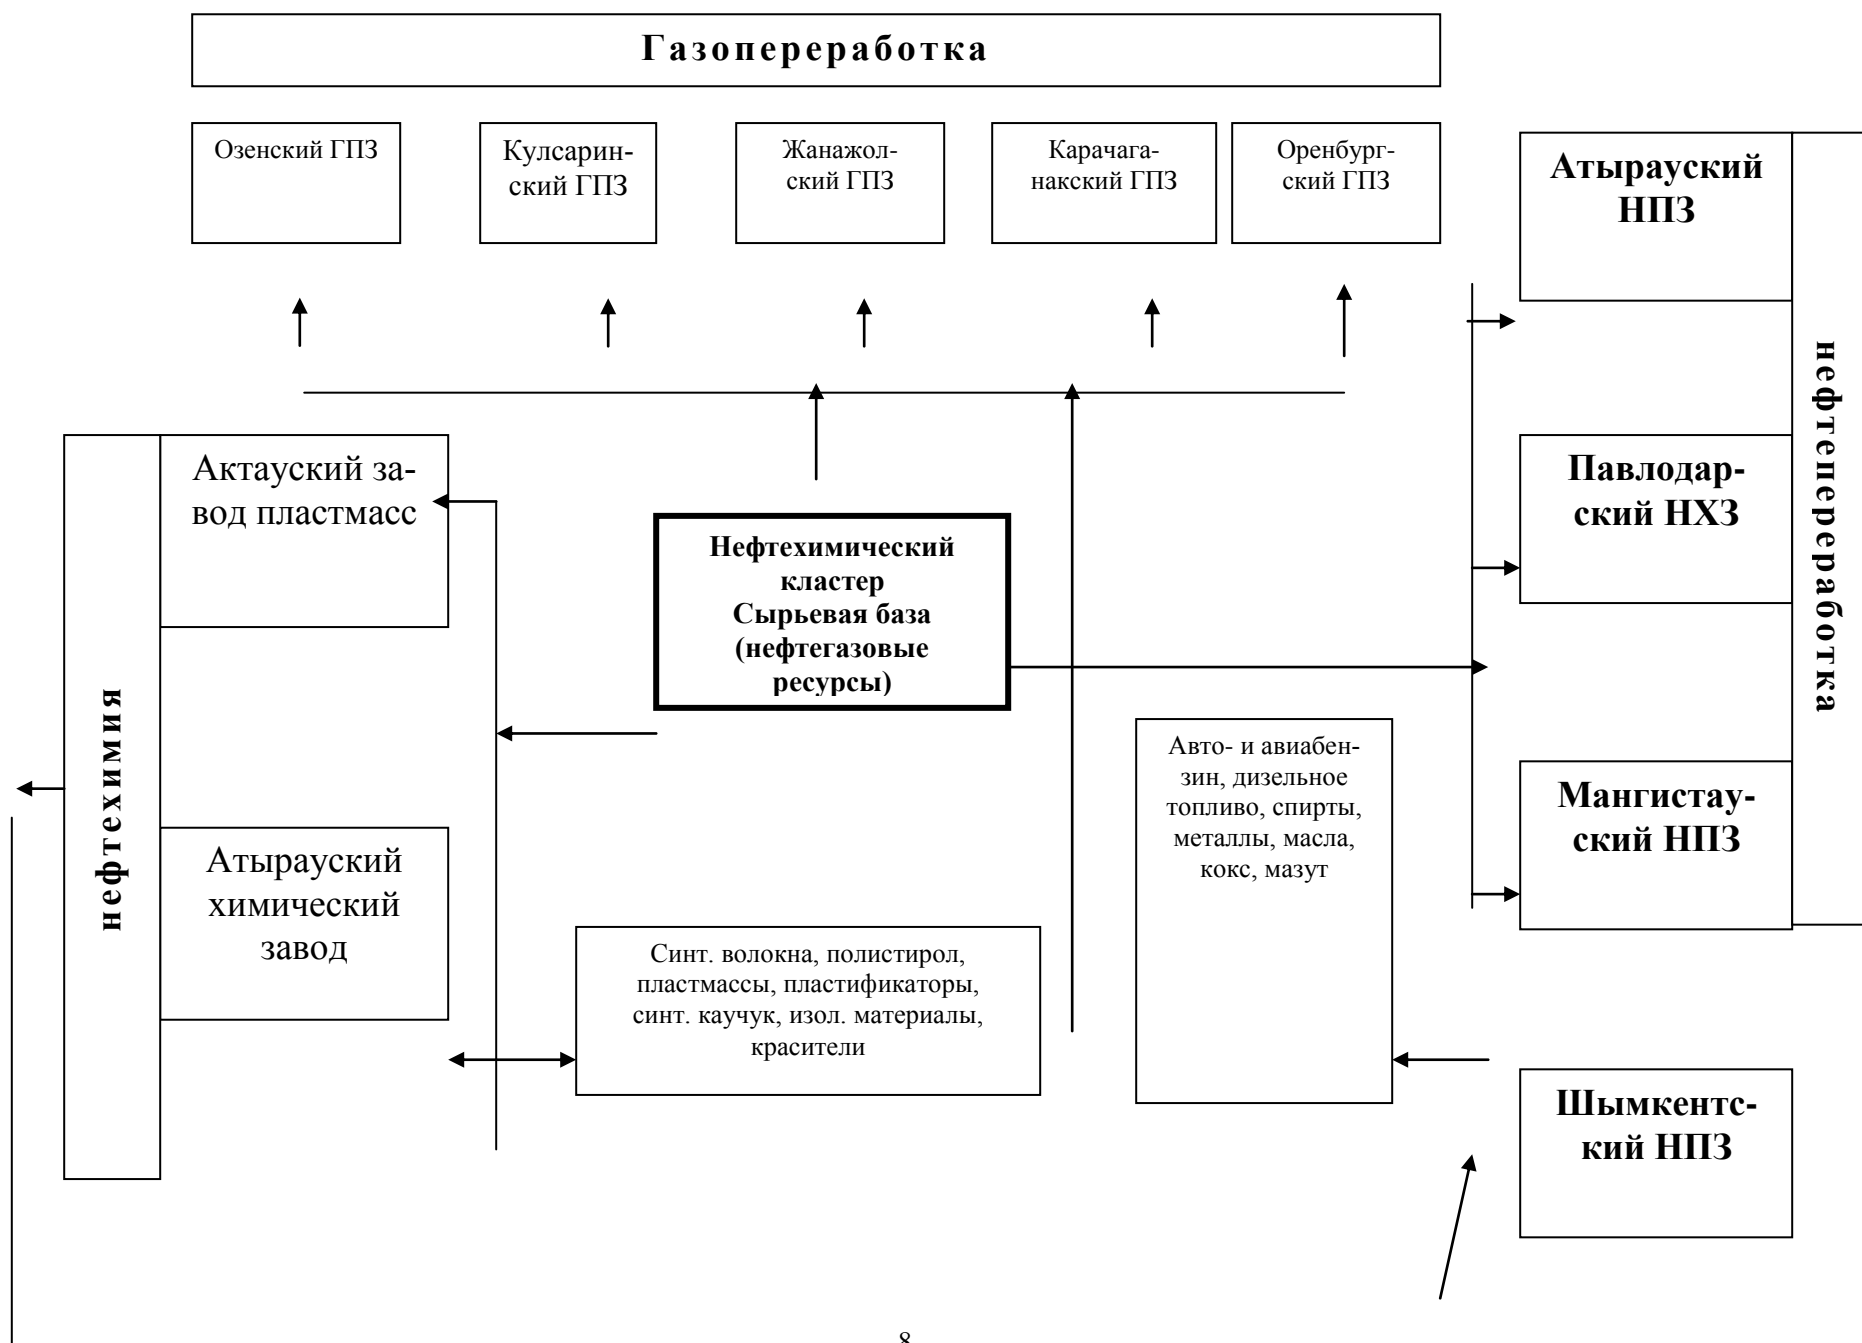 Газопереработка
Озенский ГПЗ
Кулсарин-
ский ГПЗ
Жанажол-
ский ГПЗ
Карачага-
накский ГПЗ
Оренбург-
ский ГПЗ
Атырауский
НПЗ
нефтепереработка
Павлодар-
ский НХЗ
Мангистау-
ский НПЗ
Шымкентс-
кий НПЗ
нефтехимия
Актауский за-
вод пластмасс
Атырауский
химический
завод
Нефтехимический
кластер
Сырьевая база
(нефтегазовые
ресурсы)
Авто- и авиабен-
зин, дизельное
топливо, спирты,
металлы, масла,
кокс, мазут
Синт. волокна, полистирол,
пластмассы, пластификаторы,
синт. каучук, изол. материалы,
красители
8